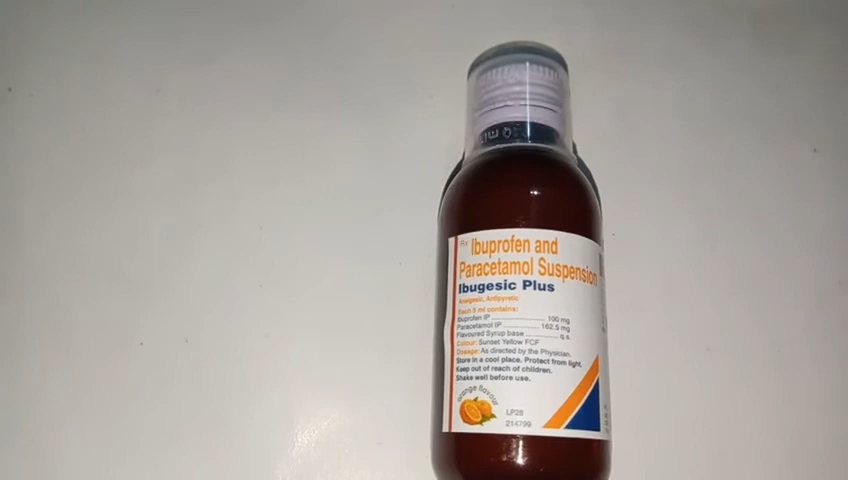 Rx Ibuprofen and
Paracetamol Suspension
Ibugesic Plus
Analgesic, Antipyretic
Each 5 ml contains:
Ibuprofen IP 100 mg
Paracetamol IP 162.5 mg
Flavoured Syrup base q.s.
Colour: Sunset Yellow FCF
Dosage: As directed by the Physician.
Store in a cool place. Protect from light.
Keep out of reach of children.
Shake well before use.
orange flavour
LP28
214799